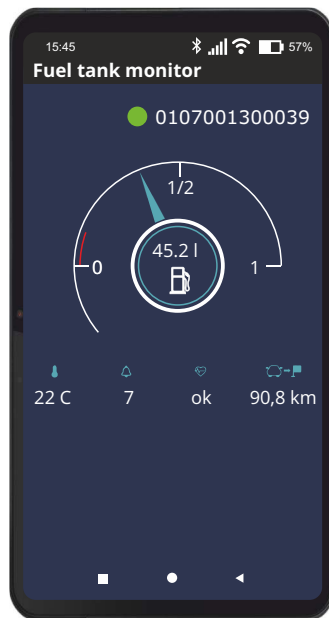 15:45 57%
Fuel tank monitor
0107001300039
1/2
45.2 l
0 1
22 C 7 ok 90,8 km